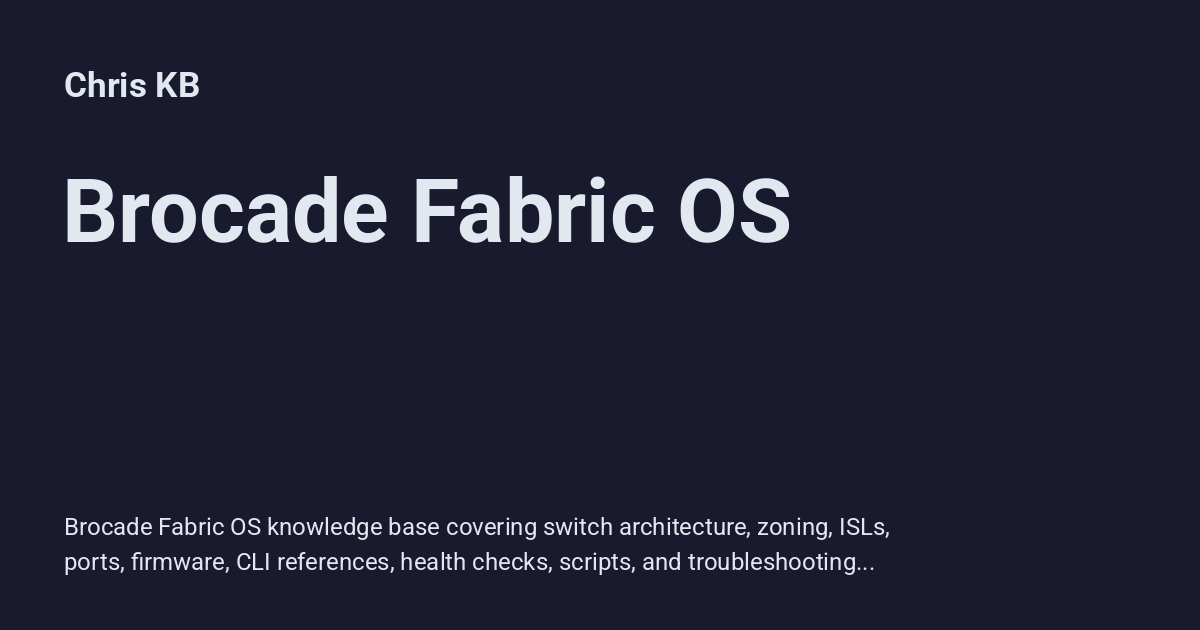 Chris KB
Brocade Fabric OS
Brocade Fabric OS knowledge base covering switch architecture, zoning, ISLs,
ports, firmware, CLI references, health checks, scripts, and troubleshooting...